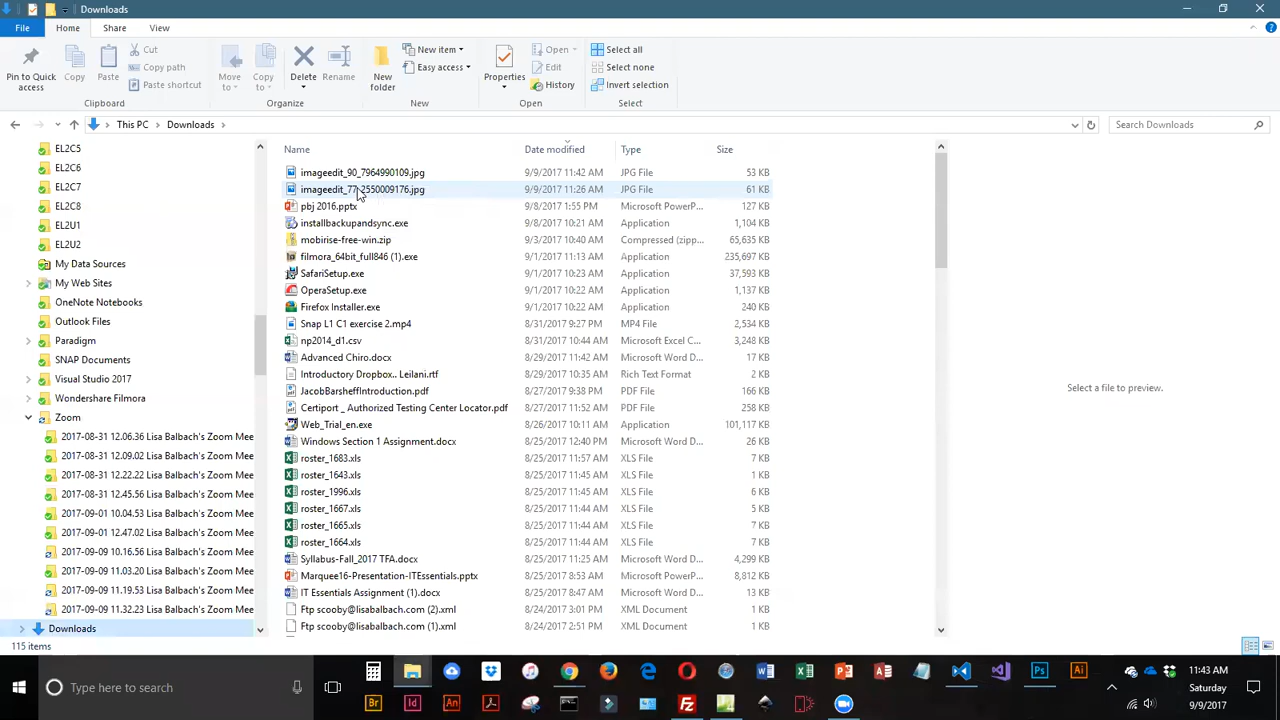 Downloads
File Home Share View
Pin to Quick access
Copy
Paste
Cut
Copy path
Paste shortcut
Clipboard
Move to
Copy to
Delete
Rename
Organize
New folder
New item
Easy access
New
Properties
Open
Edit
History
Open
Select all
Select none
Invert selection
Select
This PC > Downloads >
Search Downloads
EL2C5
EL2C6
EL2C7
EL2C8
EL2U1
EL2U2
My Data Sources
My Web Sites
OneNote Notebooks
Outlook Files
Paradigm
SNAP Documents
Visual Studio 2017
Wondershare Filmora
Zoom
2017-08-31 12.06.36 Lisa Balbach's Zoom Mee
2017-08-31 12.09.02 Lisa Balbach's Zoom Mee
2017-08-31 12.22.22 Lisa Balbach's Zoom Mee
2017-08-31 12.45.56 Lisa Balbach's Zoom Mee
2017-09-01 10.04.53 Lisa Balbach's Zoom Mee
2017-09-01 12.47.02 Lisa Balbach's Zoom Mee
2017-09-09 10.16.56 Lisa Balbach's Zoom Mee
2017-09-09 11.03.20 Lisa Balbach's Zoom Mee
2017-09-09 11.19.53 Lisa Balbach's Zoom Mee
2017-09-09 11.32.23 Lisa Balbach's Zoom Mee
Downloads
Name Date modified Type Size
imageedit_90_7964990109.jpg 9/9/2017 11:42 AM JPG File 53 KB
imageedit_77_2550009176.jpg 9/9/2017 11:26 AM JPG File 61 KB
pbj 2016.pptx 9/8/2017 1:55 PM Microsoft PowerP... 39 KB
installbackupandsync.exe 9/8/2017 10:21 AM Application 1,104 KB
mobirise-free-win.zip 9/3/2017 10:40 AM Compressed (zipp... 65,635 KB
filmora_64bit_full846 (1).exe 9/1/2017 11:13 AM Application 235,697 KB
SafariSetup.exe 9/1/2017 10:23 AM Application 37,593 KB
OperaSetup.exe 9/1/2017 10:22 AM Application 1,137 KB
Firefox Installer.exe 9/1/2017 10:22 AM Application 240 KB
Snap L1 C1 exercise 2.mp4 8/31/2017 9:27 PM MP4 File 2,534 KB
np2014_d1.csv 8/31/2017 10:44 AM Microsoft Excel C... 3,248 KB
Advanced Chiro.docx 8/29/2017 11:42 AM Microsoft Word D... 17 KB
Introductory Dropbox.. Leilani.rtf 8/29/2017 10:35 AM Rich Text Format 2 KB
JacobBarsheffIntroduction.pdf 8/27/2017 9:38 PM PDF File 166 KB
Certiport _ Authorized Testing Center Locator.pdf 8/27/2017 11:52 AM PDF File 258 KB
Web_Trial_en.exe 8/26/2017 10:11 AM Application 101,117 KB
Windows Section 1 Assignment.docx 8/25/2017 12:40 PM Microsoft Word D... 26 KB
roster_1683.xls 8/25/2017 11:57 AM XLS File 7 KB
roster_1643.xls 8/25/2017 11:45 AM XLS File 1 KB
roster_1996.xls 8/25/2017 11:45 AM XLS File 7 KB
roster_1667.xls 8/25/2017 11:44 AM XLS File 5 KB
roster_1665.xls 8/25/2017 11:44 AM XLS File 7 KB
roster_1664.xls 8/25/2017 11:44 AM XLS File 7 KB
Syllabus-Fall_2017 TFA.docx 8/25/2017 11:25 AM Microsoft Word D... 4,299 KB
Marquee16-Presentation-ITEssentials.pptx 8/25/2017 8:53 AM Microsoft PowerP... 8,812 KB
IT Essentials Assignment (1).docx 8/25/2017 8:47 AM Microsoft Word D... 13 KB
Ftp scooby@lisabalbach.com (2).xml 8/24/2017 3:01 PM XML Document 1 KB
Ftp scooby@lisabalbach.com (1).xml 8/24/2017 2:51 PM XML Document 1 KB
Select a file to preview.
115 items
Type here to search
Br Id An Ps Ai Fz
11:43 AM
Saturday
9/9/2017